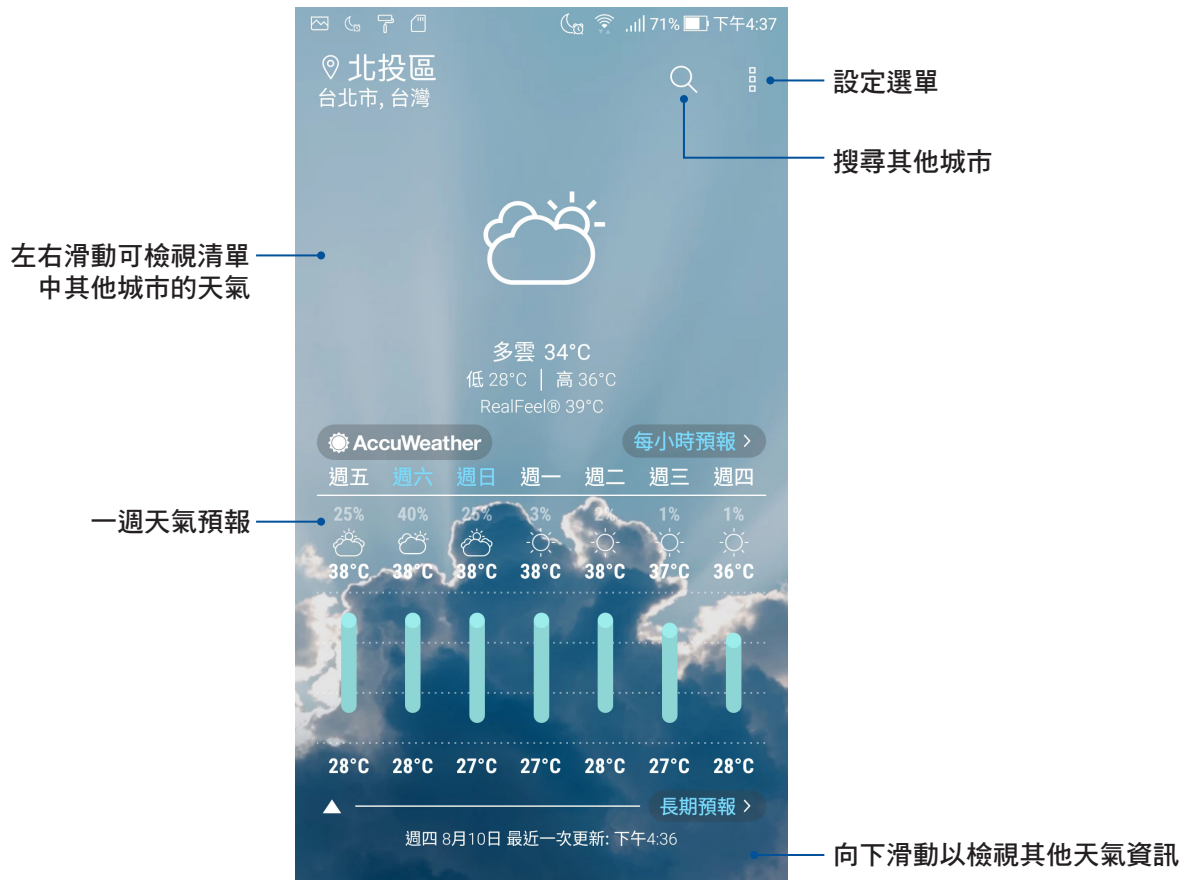 71% 下午4:37
北投區
台北市, 台灣
設定選單
搜尋其他城市
左右滑動可檢視清單
中其他城市的天氣
多雲 34°C
低 28°C | 高 36°C
RealFeel® 39°C
AccuWeather 每小時預報 >
週五 週六 週日 週一 週二 週三 週四
一週天氣預報
25% 40% 25% 3% 2% 1% 1%
38°C 38°C 38°C 38°C 38°C 37°C 36°C
28°C 28°C 27°C 27°C 28°C 27°C 28°C
長期預報 >
週四 8月10日 最近一次更新: 下午4:36
向下滑動以檢視其他天氣資訊